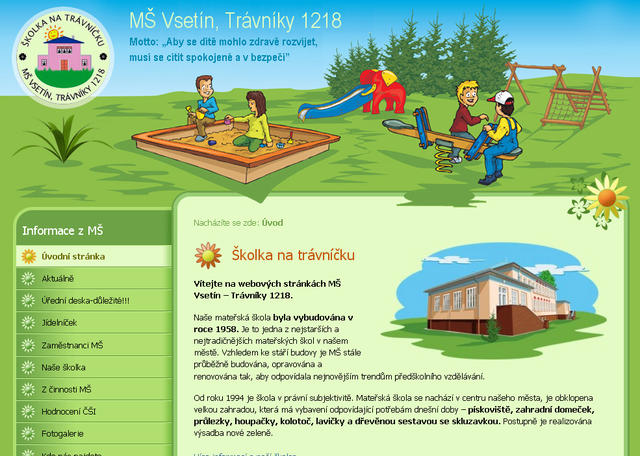 ŠKOLKA NA TRÁVNÍČKU
MŠ VSETÍN, TRÁVNÍKY 1218
MŠ Vsetín, Trávníky 1218
Motto: „Aby se dítě mohlo zdravě rozvíjet,
musí se cítit spokojeně a v bezpečí”
Informace z MŠ
Úvodní stránka
Aktuálně
Úřední deska-důležité!!!
Jídelníček
Zaměstnanci MŠ
Naše škola
Z činnosti MŠ
Hodnocení ČŠI
Fotogalerie
Nacházíte se zde: Úvod
Školka na trávníčku
Vítejte na webových stránkách MŠ
Vsetín – Trávníky 1218.
Naše mateřská škola byla vybudována v
roce 1958. Je to jedna z nejstarších a
nejtradičnějších mateřských škol v našem
městě. Vzhledem ke stáří budovy je MŠ stále
průběžně budována, opravována a
renovována tak, aby odpovídala nejnovějším trendům předškolního vzdělávání.
Od roku 1994 je škola v právní subjektivitě. Mateřská škola se nachází v centru našeho města, je obklopena
velkou zahradou, která má vybavení odpovídající potřebám dnešní doby – pískoviště, zahradní domeček,
průlezky, houpačky, kolotoč, lavičky a dřevěnou sestavou se skluzavkou. Postupně je realizována
výsadba nové zeleně.